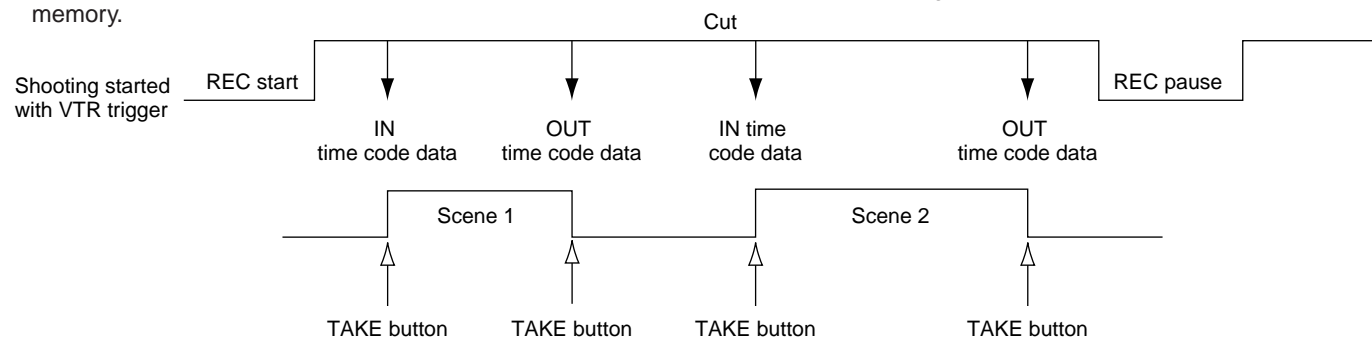 memory.
Cut
Shooting started
with VTR trigger
REC start
REC pause
IN
time code data
OUT
time code data
IN time
code data
OUT
time code data
Scene 1
Scene 2
TAKE button
TAKE button
TAKE button
TAKE button